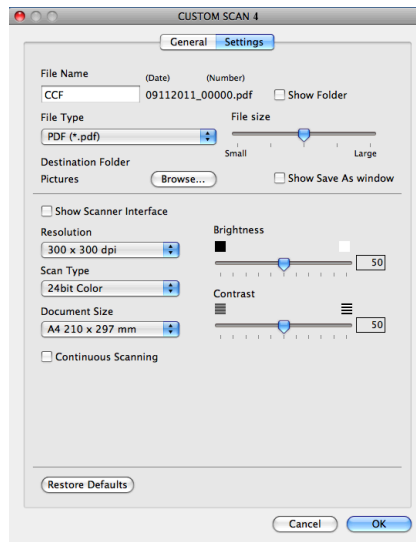 CUSTOM SCAN 4
General Settings
File Name (Date) (Number)
CCF 09112011_00000.pdf Show Folder
File Type File size
PDF (*.pdf)
Small Large
Destination Folder
Pictures Browse... Show Save As window
Show Scanner Interface
Resolution Brightness
300 x 300 dpi
50
Scan Type
24bit Color
Contrast
Document Size
A4 210 x 297 mm 50
Continuous Scanning
Restore Defaults
Cancel OK